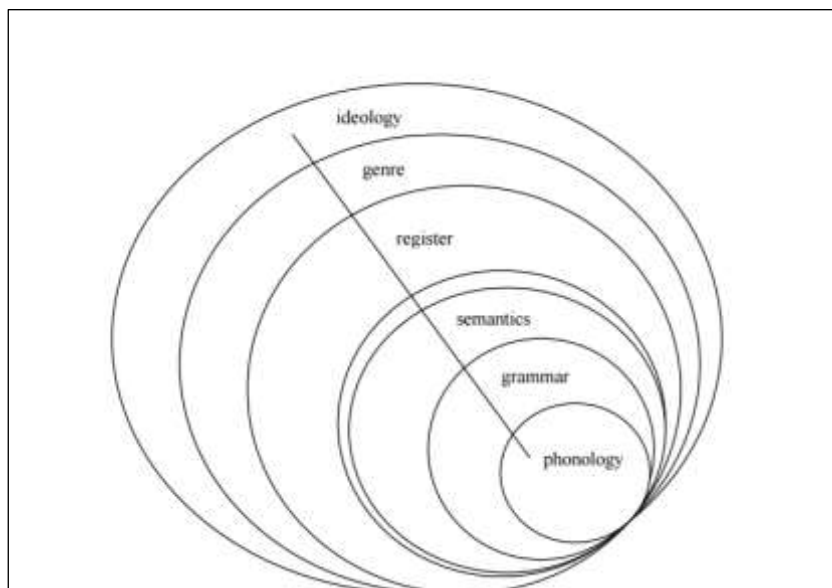 ideology
genre
register
semantics
grammar
phonology